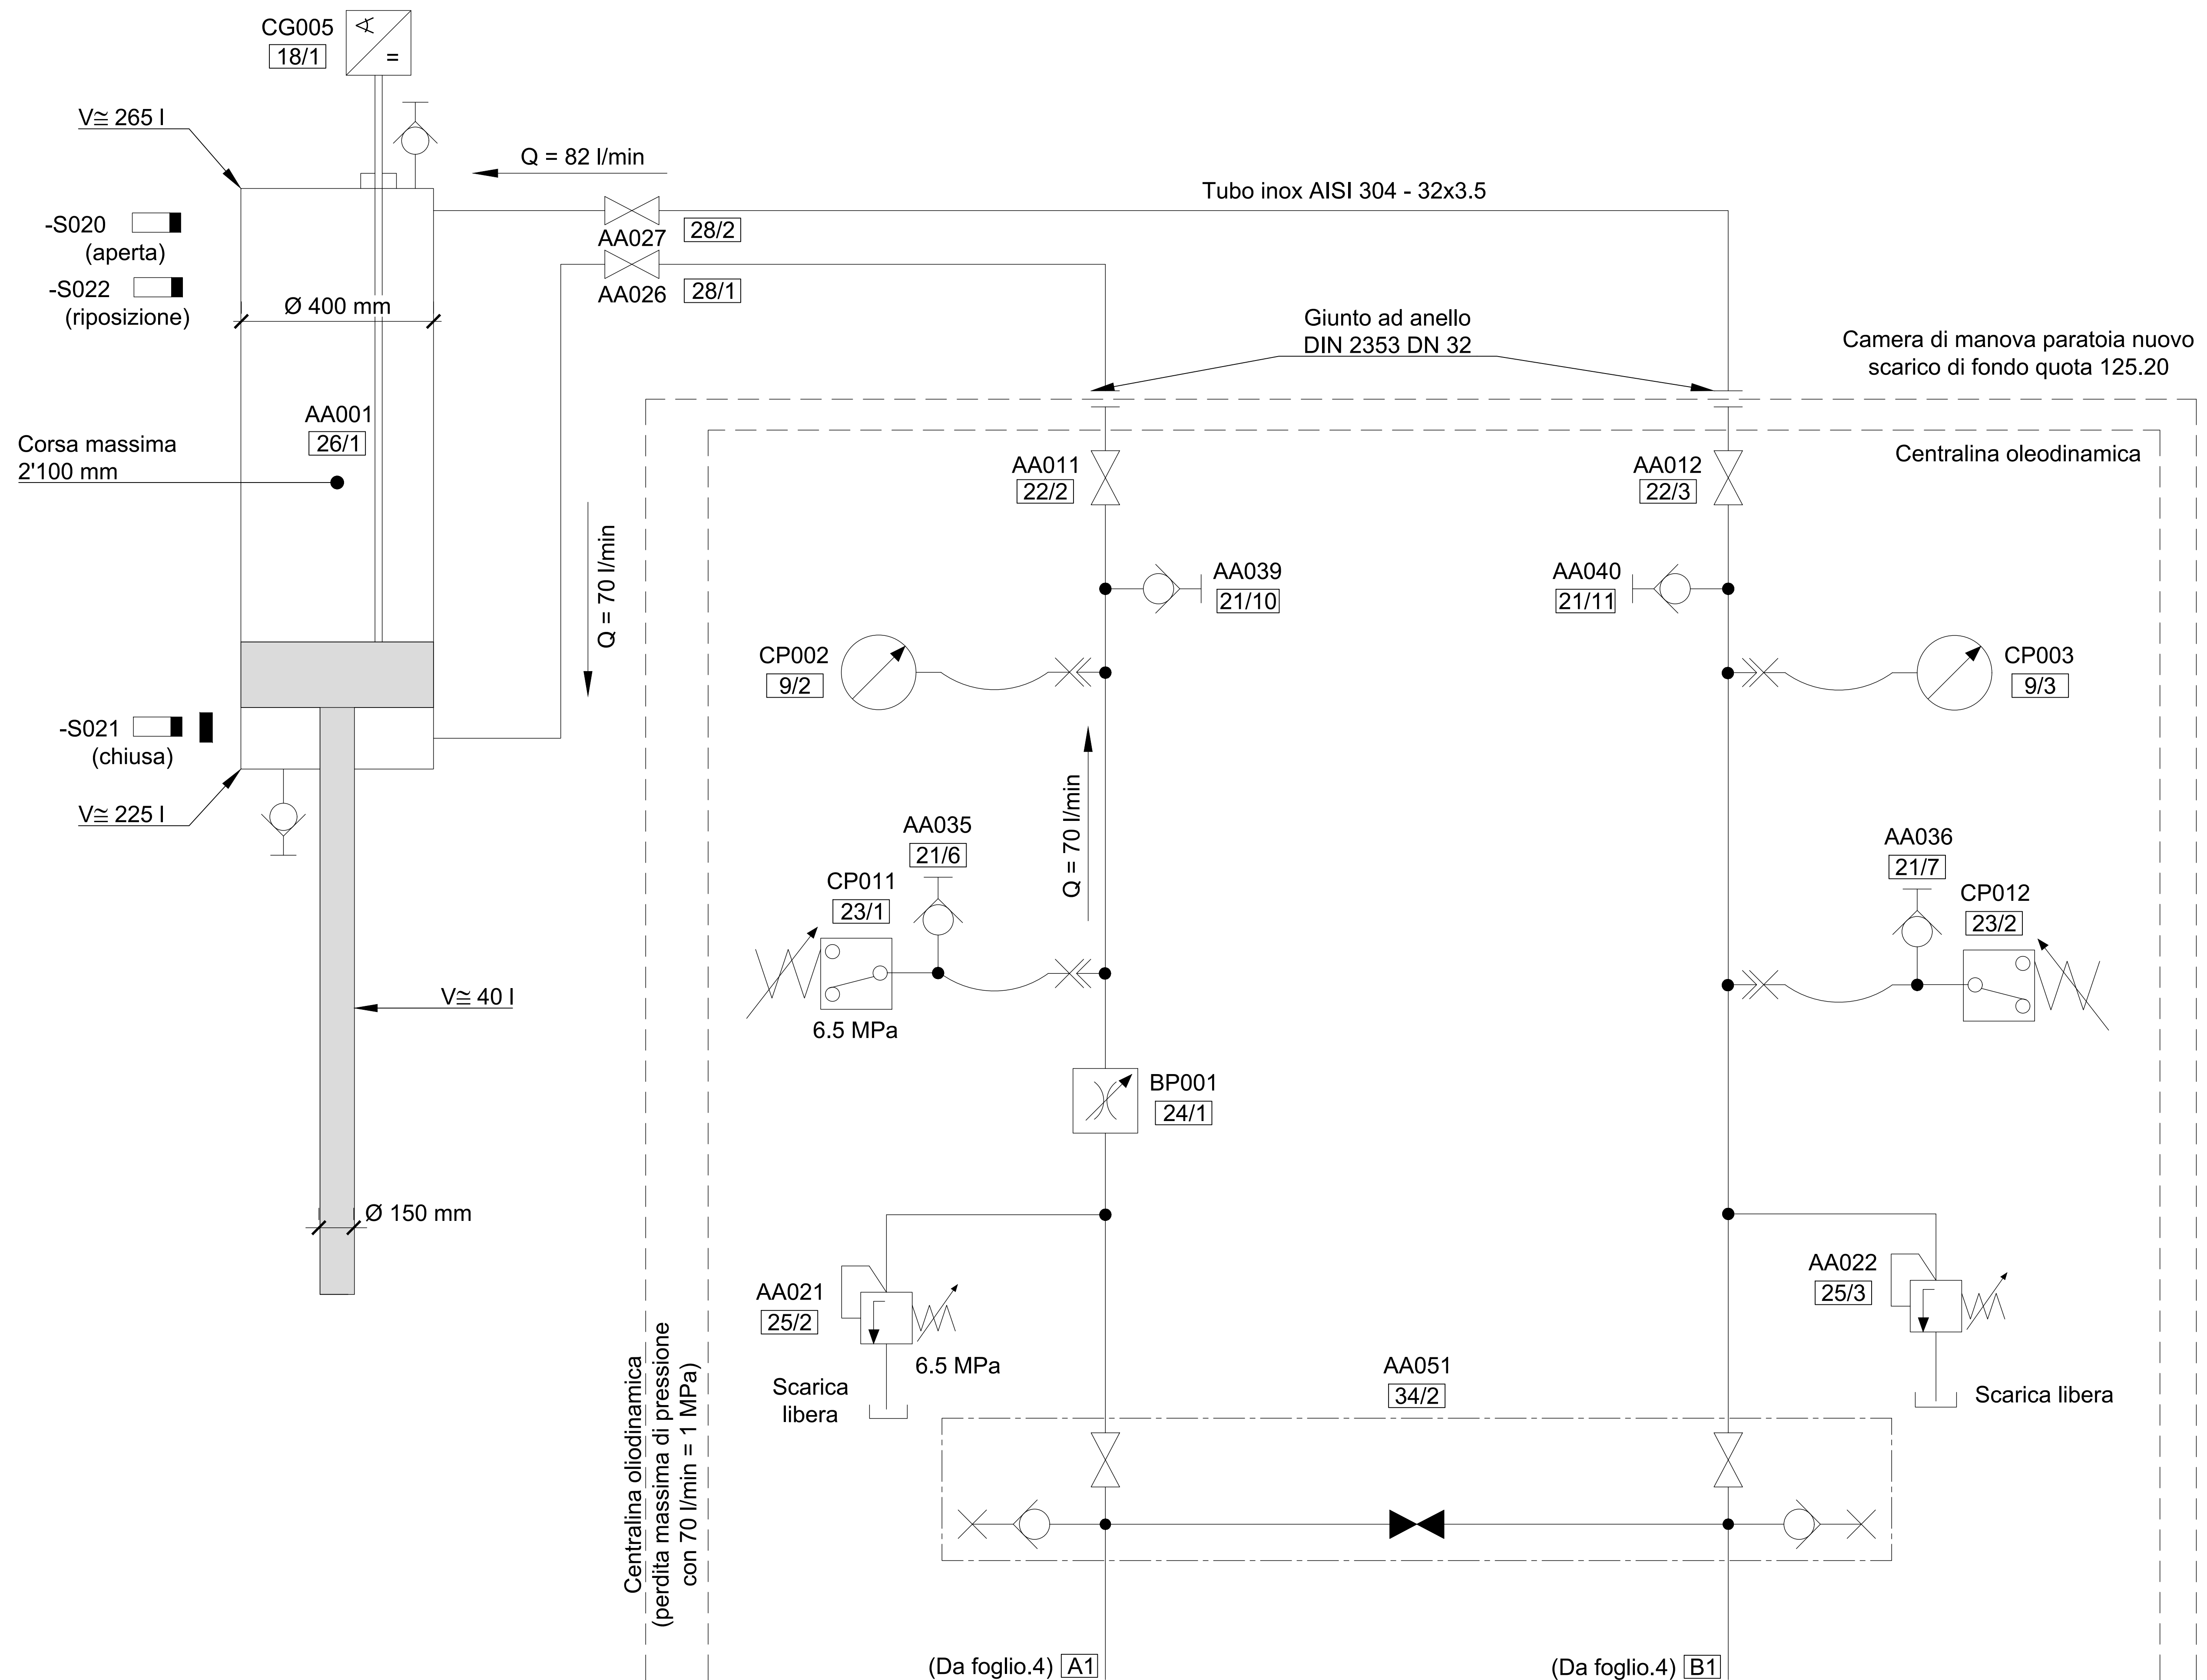 CG005
18/1
∀
=
V≅ 265 l
Q = 82 l/min
Tubo inox AISI 304 - 32x3.5
-S020
(aperta)
-S022
(riposizione)
AA027
28/2
AA026
28/1
Ø 400 mm
Giunto ad anello
DIN 2353 DN 32
Camera di manova paratoia nuovo
scarico di fondo quota 125.20
AA001
26/1
Corsa massima
2'100 mm
Centralina oleodinamica
AA011
22/2
AA012
22/3
Q = 70 l/min
AA039
21/10
AA040
21/11
CP002
9/2
CP003
9/3
-S021
(chiusa)
V≅ 225 l
Q = 70 l/min
AA035
21/6
CP011
23/1
6.5 MPa
AA036
21/7
CP012
23/2
V≅ 40 l
BP001
24/1
Ø 150 mm
AA021
25/2
6.5 MPa
Scarica
libera
AA022
25/3
Scarica libera
AA051
34/2
Centralina oliodinamica
(perdita massima di pressione
con 70 l/min = 1 MPa)
(Da foglio.4) A1
(Da foglio.4) B1